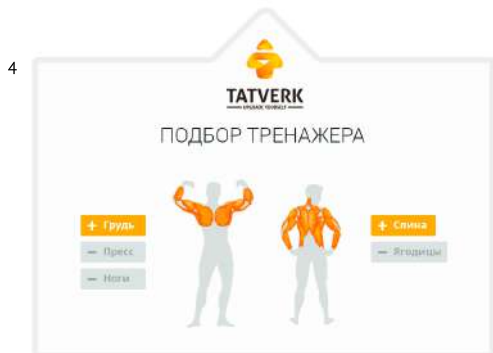 4
TATVERK
UPGRADE YOURSELF
ПОДБОР ТРЕНАЖЕРА
+ Грудь
− Пресс
− Ноги
+ Спина
− Ягодицы